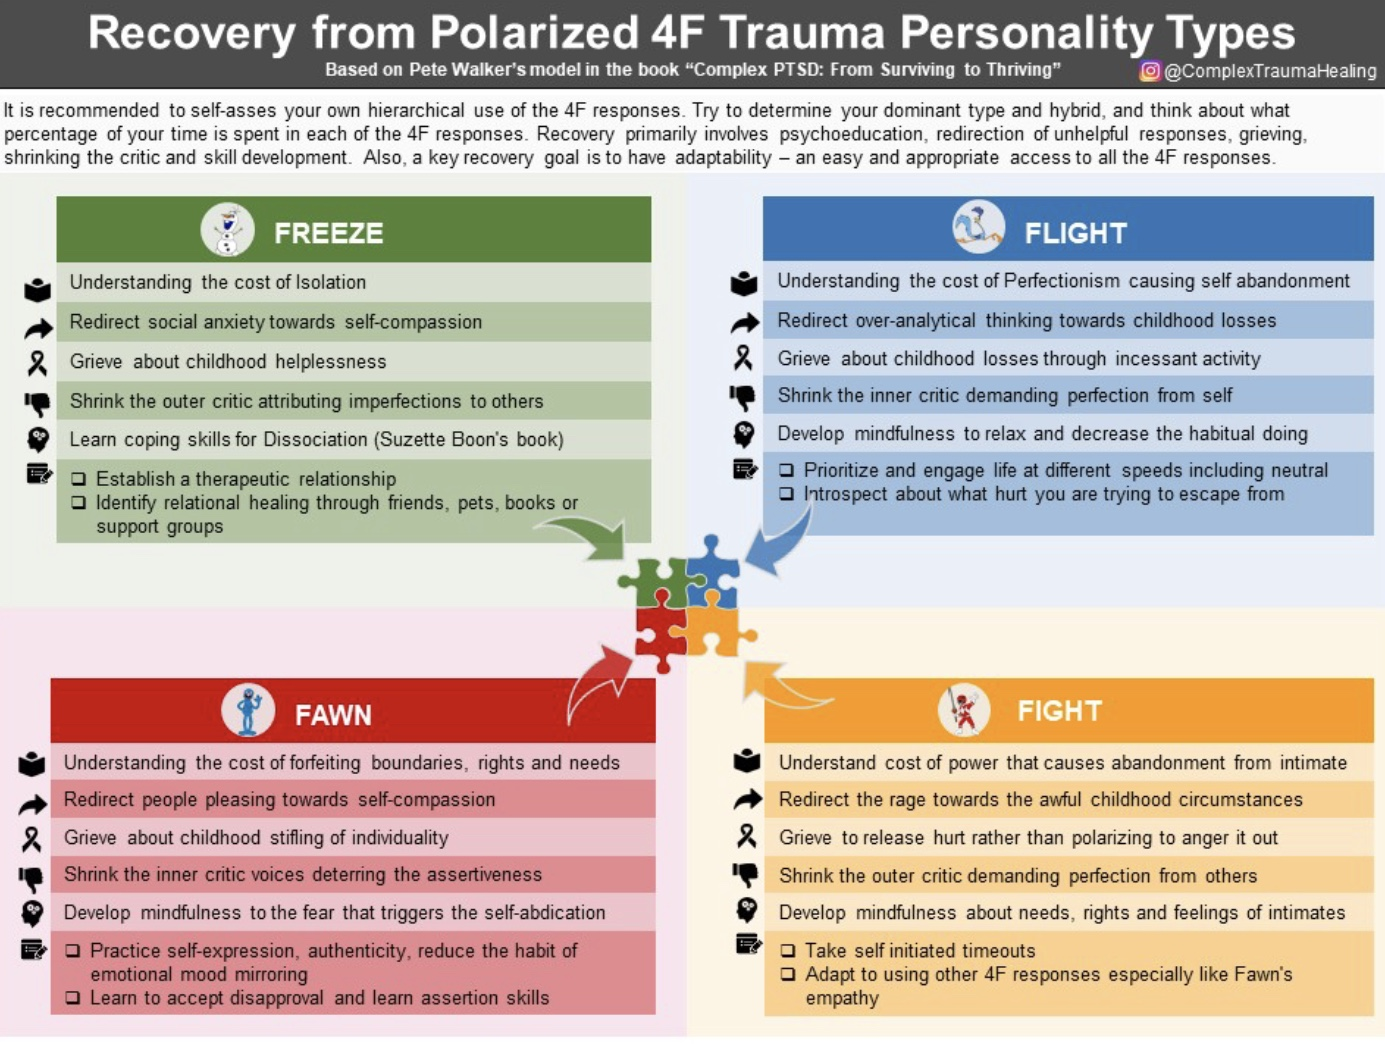 Recovery from Polarized 4F Trauma Personality Types
Based on Pete Walker's model in the book “Complex PTSD: From Surviving to Thriving”
@ComplexTraumaHealing
It is recommended to self-asses your own hierarchical use of the 4F responses. Try to determine your dominant type and hybrid, and think about what
percentage of your time is spent in each of the 4F responses. Recovery primarily involves psychoeducation, redirection of unhelpful responses, grieving,
shrinking the critic and skill development. Also, a key recovery goal is to have adaptability – an easy and appropriate access to all the 4F responses.
FREEZE
Understanding the cost of Isolation
Redirect social anxiety towards self-compassion
Grieve about childhood helplessness
Shrink the outer critic attributing imperfections to others
Learn coping skills for Dissociation (Suzette Boon's book)
❑ Establish a therapeutic relationship
❑ Identify relational healing through friends, pets, books or
support groups
FLIGHT
Understanding the cost of Perfectionism causing self abandonment
Redirect over-analytical thinking towards childhood losses
Grieve about childhood losses through incessant activity
Shrink the inner critic demanding perfection from self
Develop mindfulness to relax and decrease the habitual doing
❑ Prioritize and engage life at different speeds including neutral
❑ Introspect about what hurt you are trying to escape from
FAWN
Understanding the cost of forfeiting boundaries, rights and needs
Redirect people pleasing towards self-compassion
Grieve about childhood stifling of individuality
Shrink the inner critic voices deterring the assertiveness
Develop mindfulness to the fear that triggers the self-abdication
❑ Practice self-expression, authenticity, reduce the habit of
emotional mood mirroring
❑ Learn to accept disapproval and learn assertion skills
FIGHT
Understand cost of power that causes abandonment from intimate
Redirect the rage towards the awful childhood circumstances
Grieve to release hurt rather than polarizing to anger it out
Shrink the outer critic demanding perfection from others
Develop mindfulness about needs, rights and feelings of intimates
❑ Take self initiated timeouts
❑ Adapt to using other 4F responses especially like Fawn's
empathy